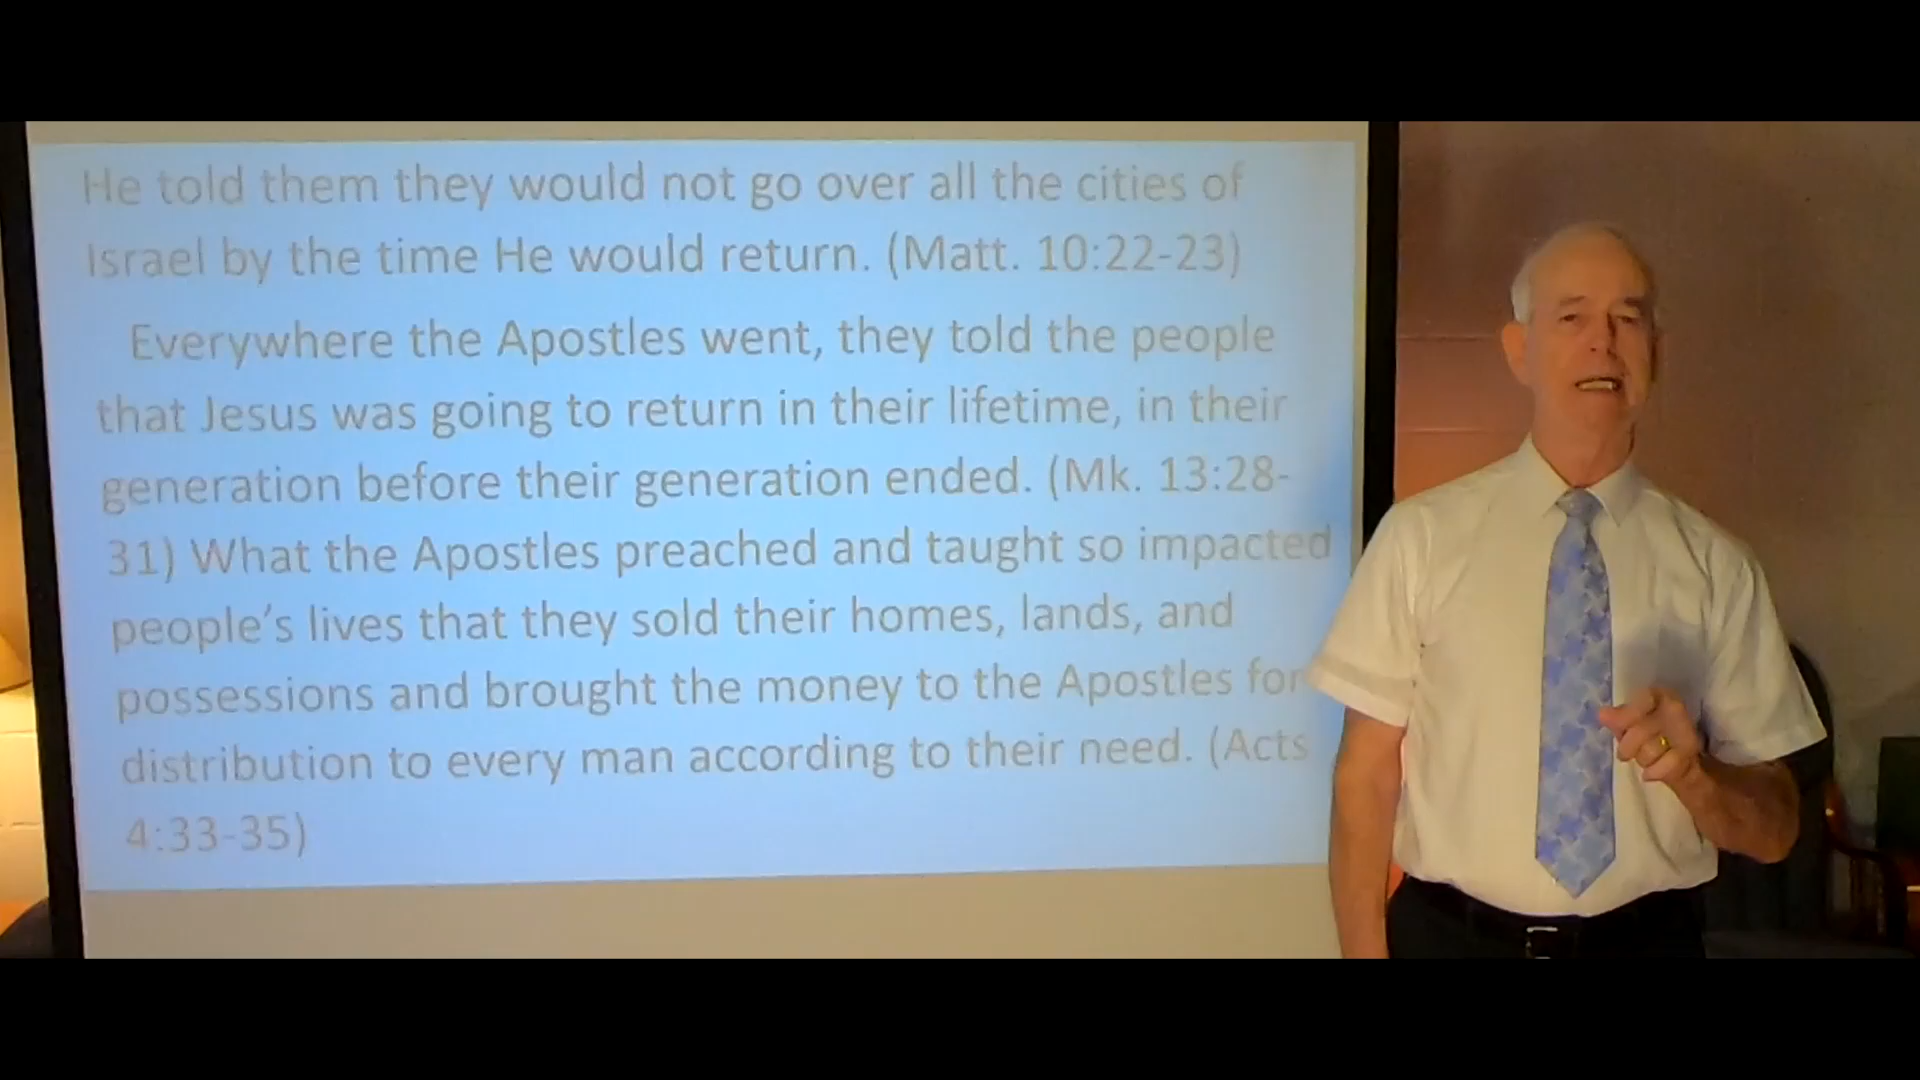 He told them they would not go over all the cities of
Israel by the time He would return. (Matt. 10:22-23)
Everywhere the Apostles went, they told the people
that Jesus was going to return in their lifetime, in their
generation before their generation ended. (Mk. 13:28-
31) What the Apostles preached and taught so impacted
people's lives that they sold their homes, lands, and
possessions and brought the money to the Apostles for
distribution to every man according to their need. (Acts
4:33-35)